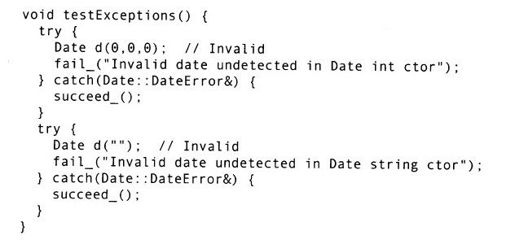 void testExceptions() {
  try {
    Date d(0,0,0);  // Invalid
    fail_("Invalid date undetected in Date int ctor");
  } catch(Date::DateError&) {
    succeed_();
  }
  try {
    Date d("");  // Invalid
    fail_("Invalid date undetected in Date string ctor");
  } catch(Date::DateError&) {
    succeed_();
  }
}